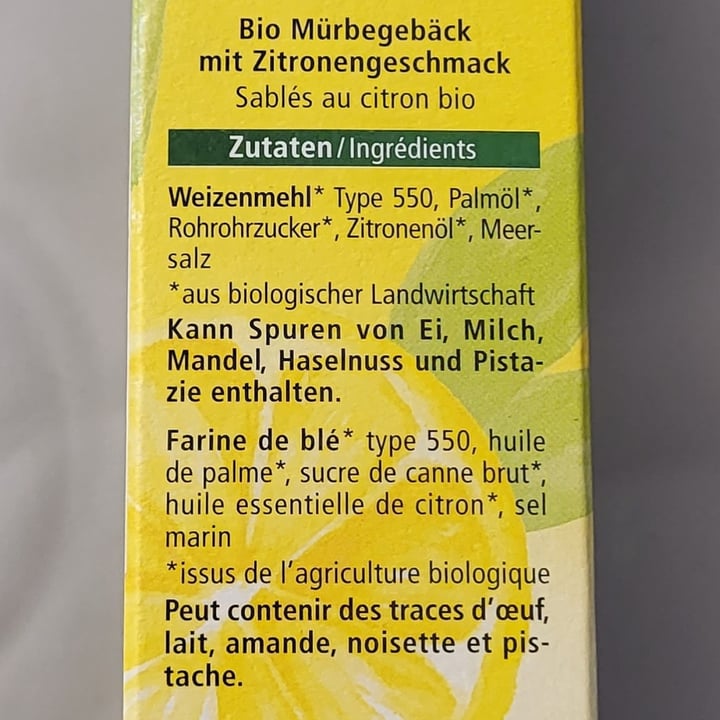 Bio Mürbegebäck
mit Zitronengeschmack
Sablés au citron bio
Zutaten/Ingrédients
Weizenmehl* Type 550, Palmöl*,
Rohrohrzucker*, Zitronenöl*, Meer-
salz
*aus biologischer Landwirtschaft
Kann Spuren von Ei, Milch,
Mandel, Haselnuss und Pista-
zie enthalten.
Farine de blé* type 550, huile
de palme*, sucre de canne brut*,
huile essentielle de citron*, sel
marin
*issus de l'agriculture biologique
Peut contenir des traces d'œuf,
lait, amande, noisette et pis-
tache.